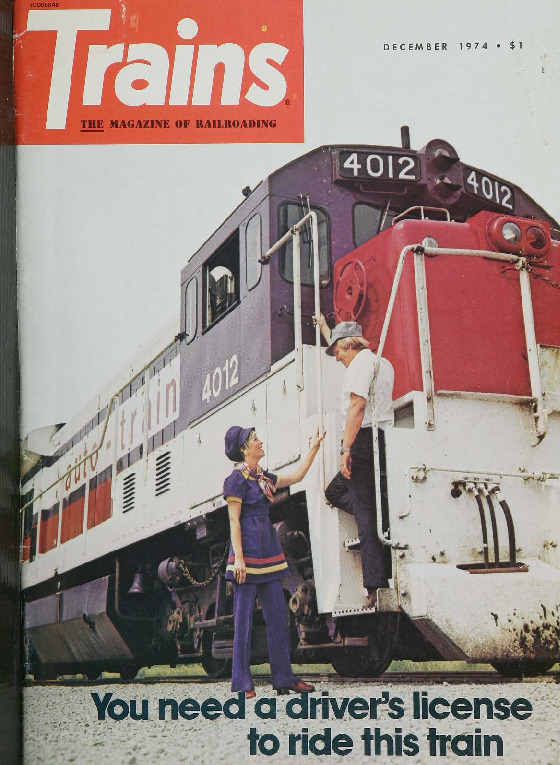 Trains
DECEMBER 1974 • $1
THE MAGAZINE OF RAILROADING
4012
4012
4012
auto-train
You need a driver's license
to ride this train